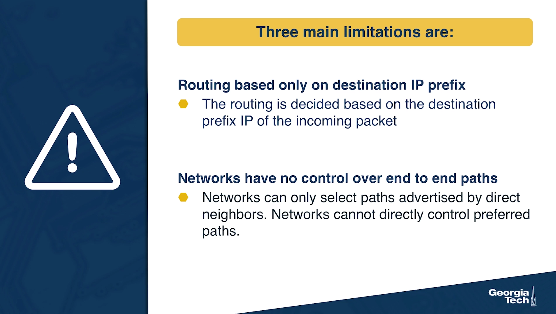 Three main limitations are:
Routing based only on destination IP prefix
The routing is decided based on the destination
prefix IP of the incoming packet
Networks have no control over end to end paths
Networks can only select paths advertised by direct
neighbors. Networks cannot directly control preferred
paths.
Georgia
Tech